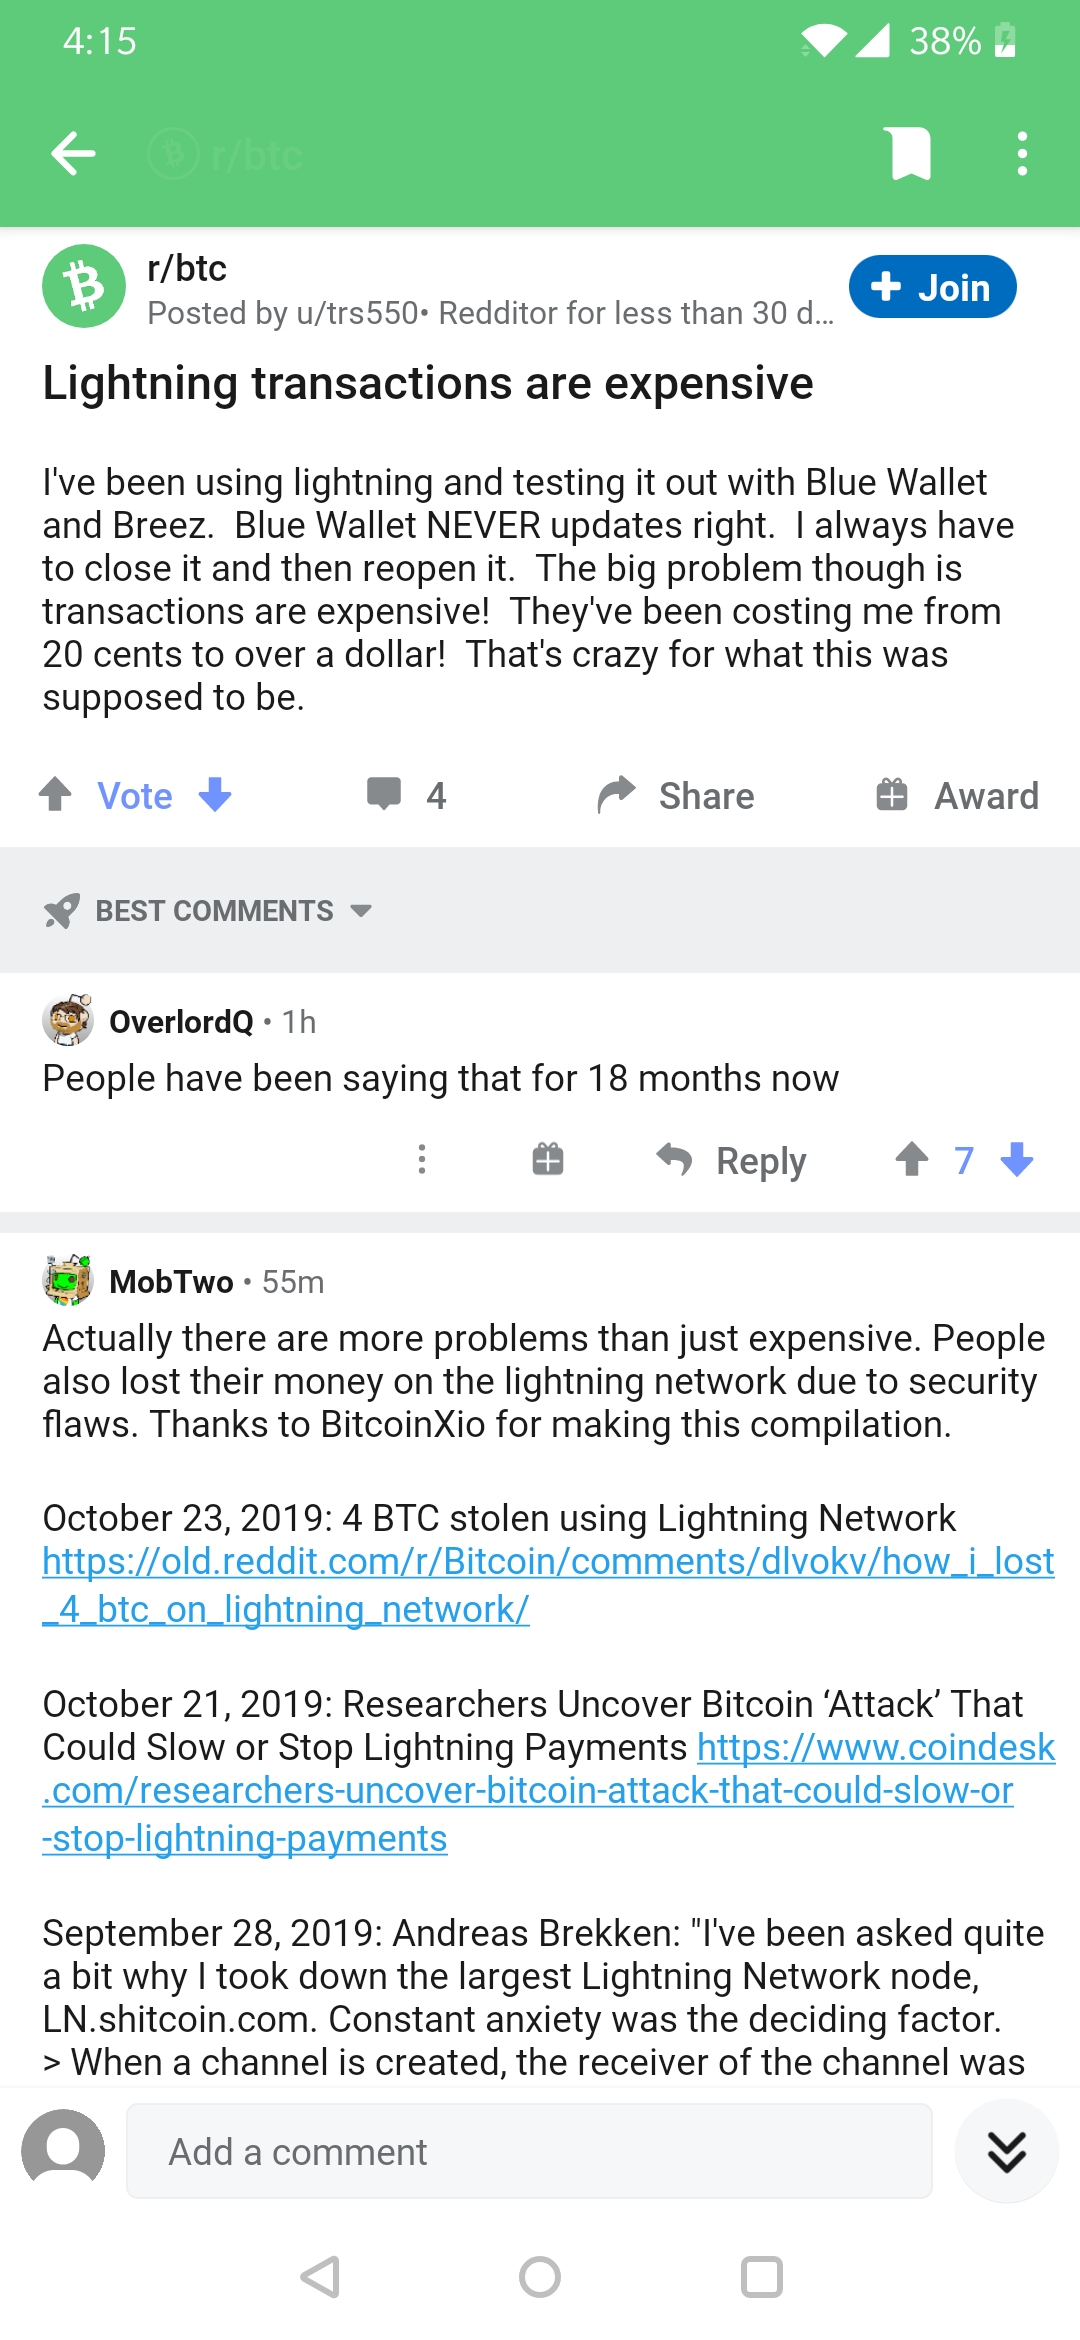 4:15
38%
r/btc
r/btc
Posted by u/trs550• Redditor for less than 30 d...
Join
Lightning transactions are expensive
I've been using lightning and testing it out with Blue Wallet
and Breez.  Blue Wallet NEVER updates right.  I always have
to close it and then reopen it.  The big problem though is
transactions are expensive!  They've been costing me from
20 cents to over a dollar!  That's crazy for what this was
supposed to be.
Vote
4
Share
Award
BEST COMMENTS
OverlordQ • 1h
People have been saying that for 18 months now
Reply
7
MobTwo • 55m
Actually there are more problems than just expensive. People
also lost their money on the lightning network due to security
flaws. Thanks to BitcoinXio for making this compilation.
October 23, 2019: 4 BTC stolen using Lightning Network
https://old.reddit.com/r/Bitcoin/comments/dlvokv/how_i_lost
_4_btc_on_lightning_network/
October 21, 2019: Researchers Uncover Bitcoin ‘Attack’ That
Could Slow or Stop Lightning Payments https://www.coindesk
.com/researchers-uncover-bitcoin-attack-that-could-slow-or
-stop-lightning-payments
September 28, 2019: Andreas Brekken: "I've been asked quite
a bit why I took down the largest Lightning Network node,
LN.shitcoin.com. Constant anxiety was the deciding factor.
> When a channel is created, the receiver of the channel was
Add a comment